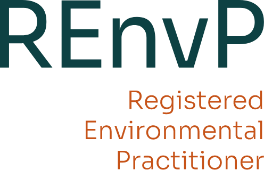 REnvP
Registered
Environmental
Practitioner